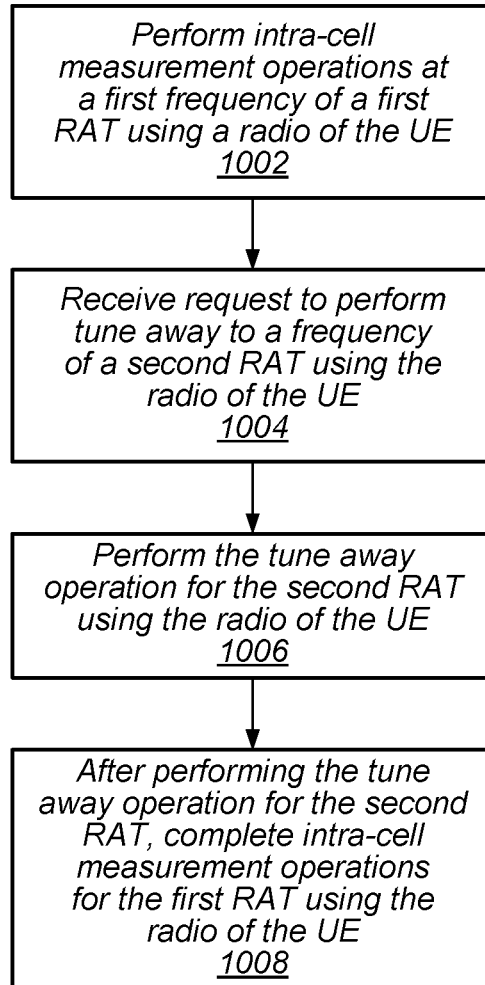 Perform intra-cell
measurement operations at
a first frequency of a first
RAT using a radio of the UE
1002
Receive request to perform
tune away to a frequency
of a second RAT using the
radio of the UE
1004
Perform the tune away
operation for the second RAT
using the radio of the UE
1006
After performing the tune
away operation for the second
RAT, complete intra-cell
measurement operations
for the first RAT using the
radio of the UE
1008